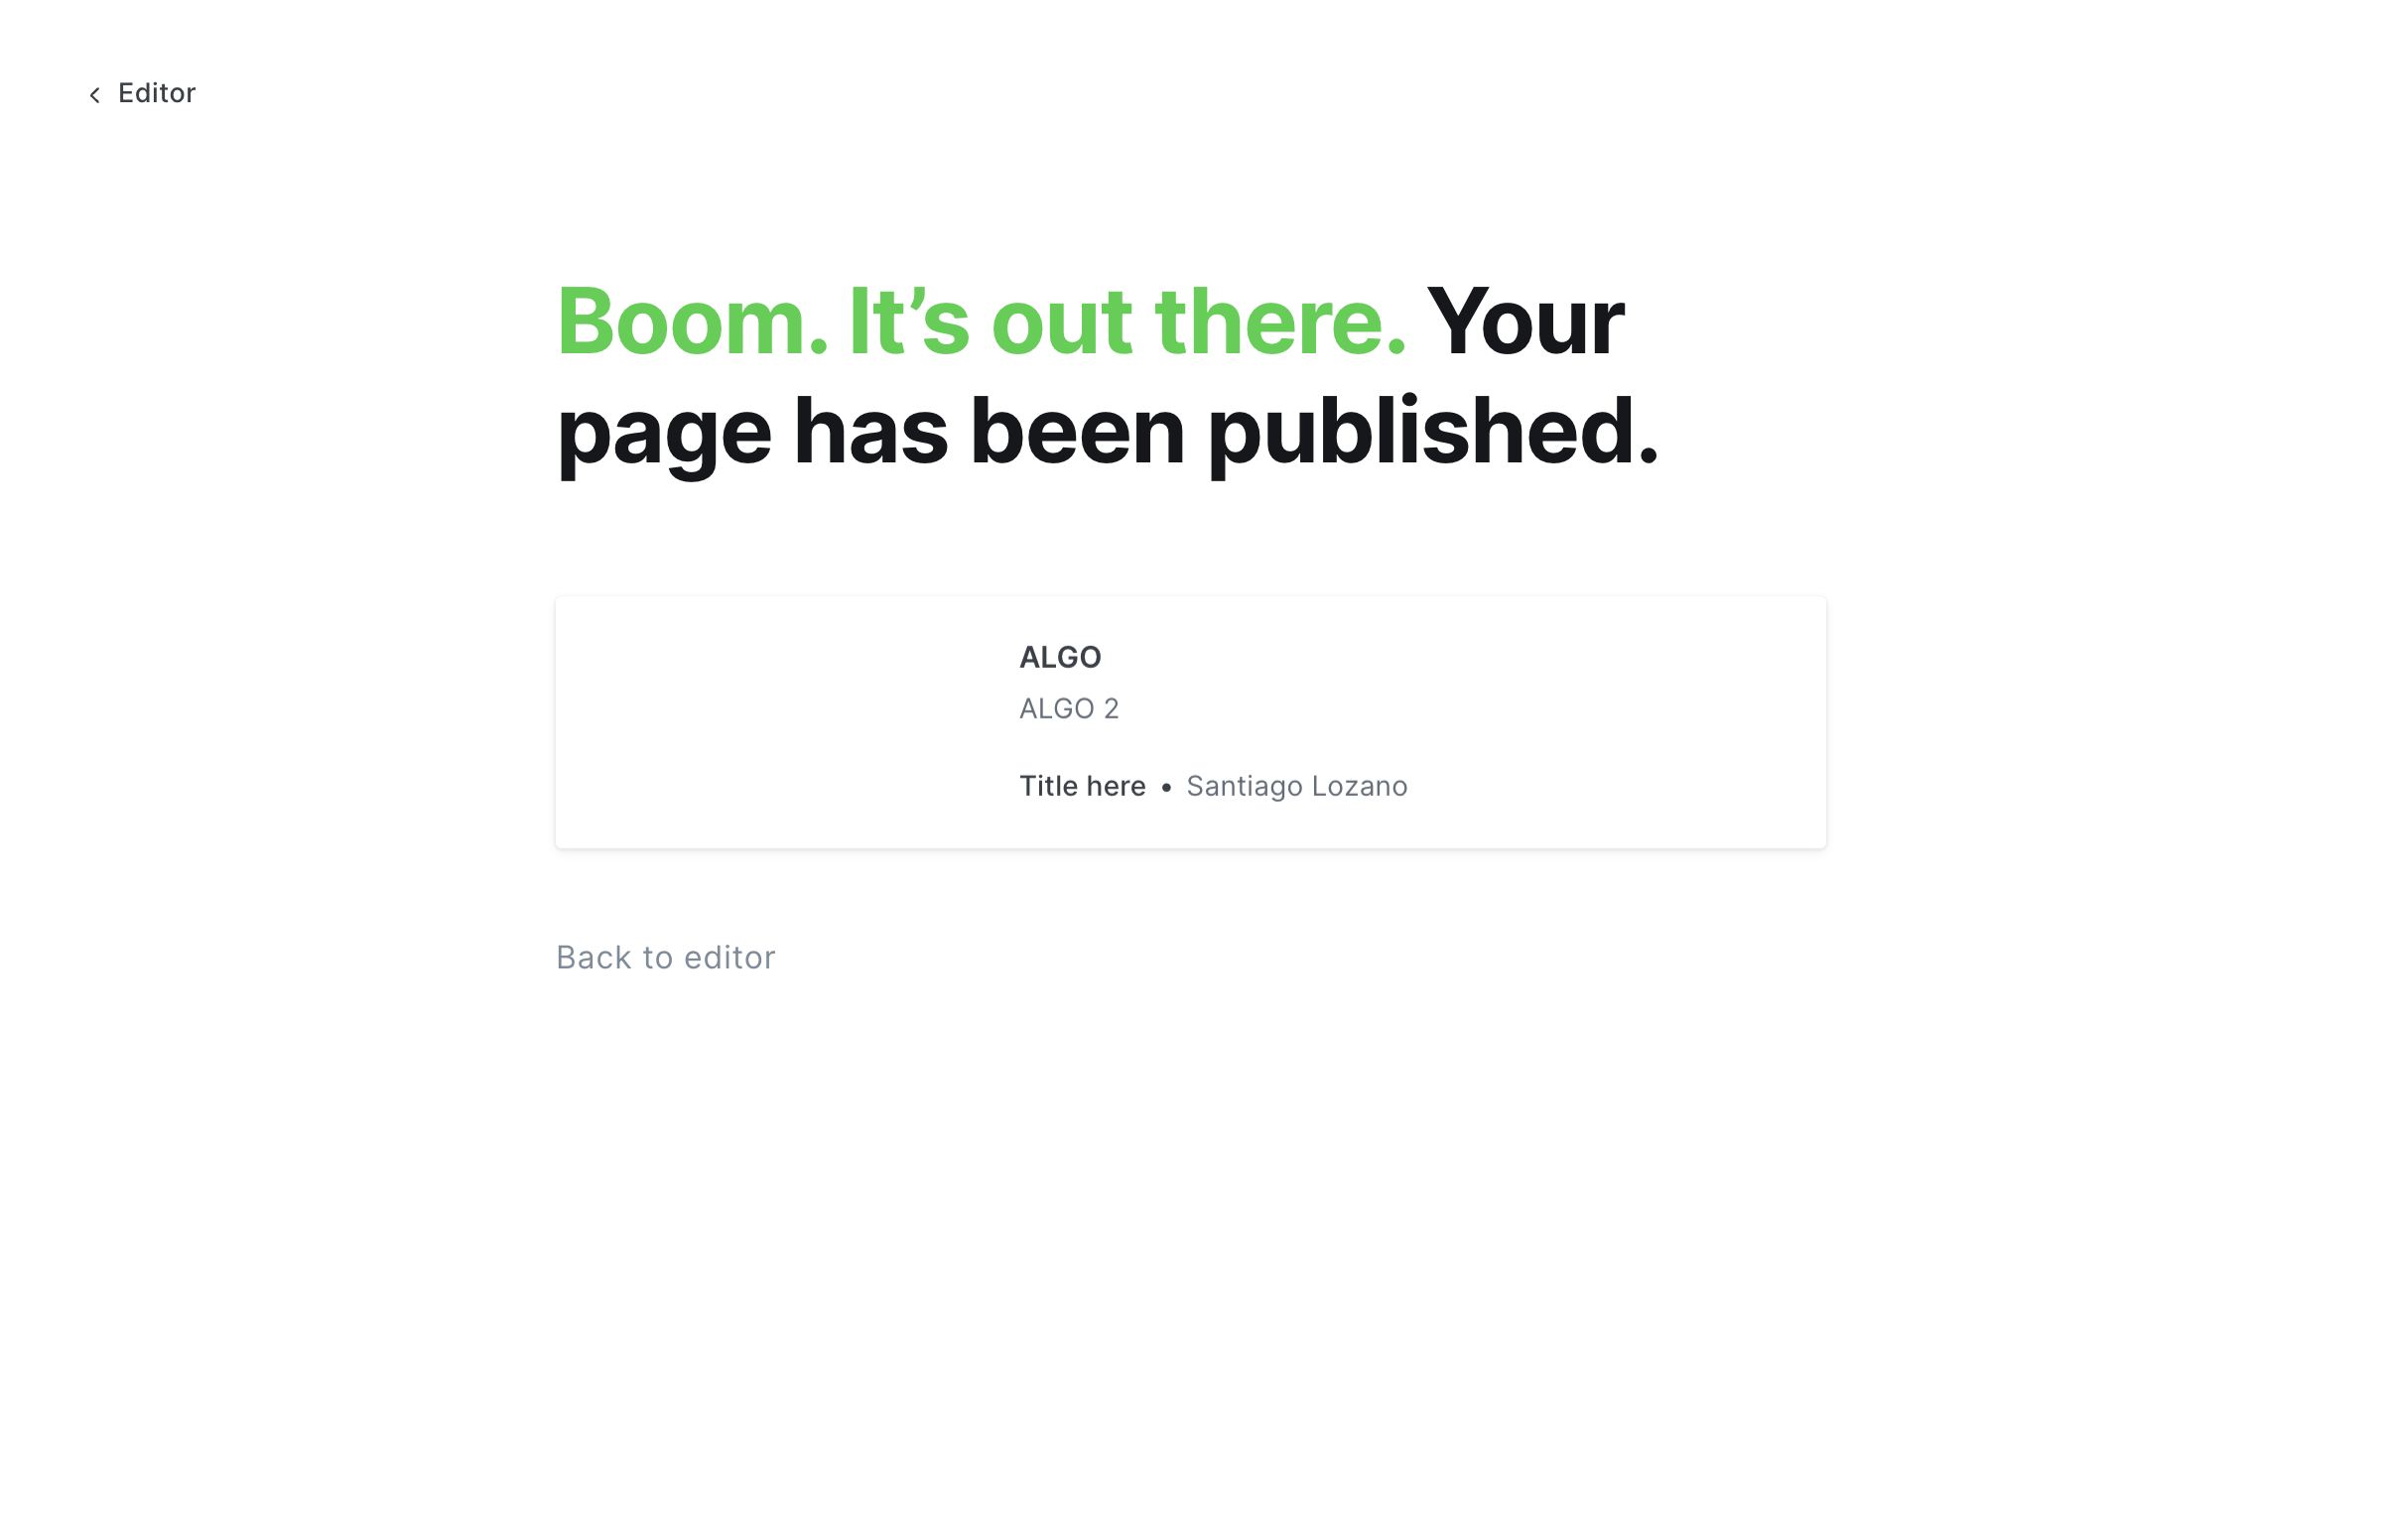 Editor
Boom. It’s out there. Your
page has been published.
ALGO
ALGO 2
Title here • Santiago Lozano
Back to editor